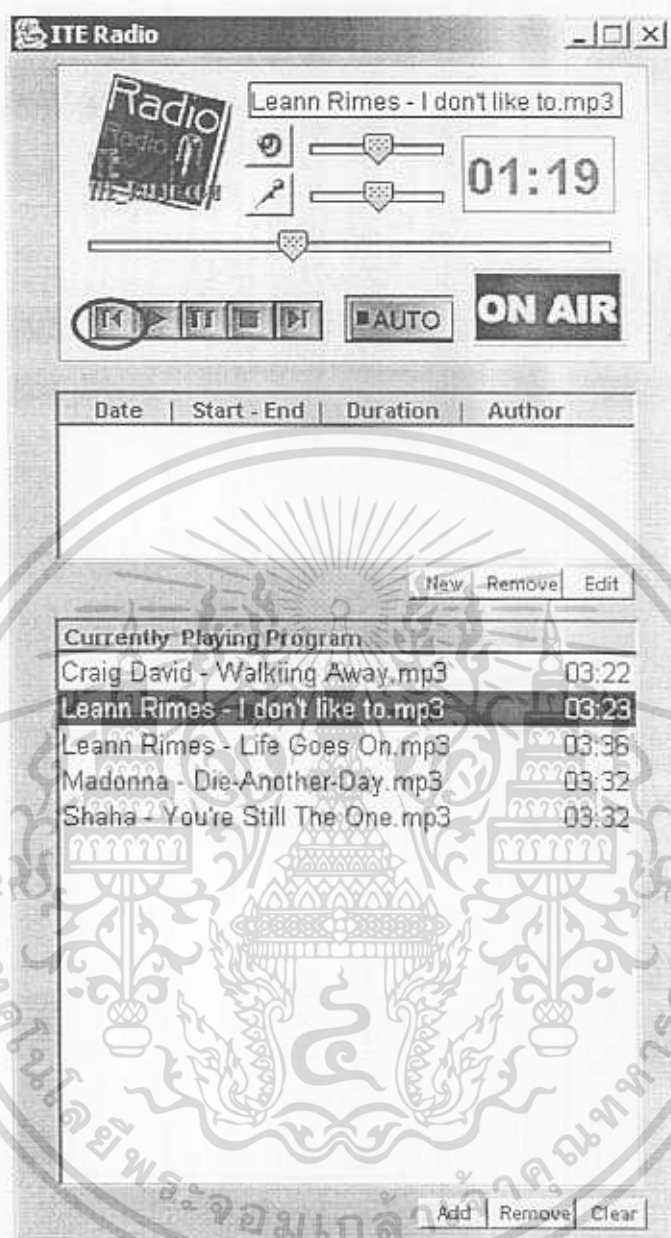 ITE Radio
Radio
Radio
Leann Rimes - I don't like to.mp3
01:19
AUTO
ON AIR
Date | Start - End | Duration | Author
New Remove Edit
Currently Playing Program
Craig David - Walkiing Away.mp3 03:22
Leann Rimes - I don't like to.mp3 03:23
Leann Rimes - Life Goes On.mp3 03:36
Madonna - Die-Another-Day.mp3 03:32
Shaha - You're Still The One.mp3 03:32
Add Remove Clear